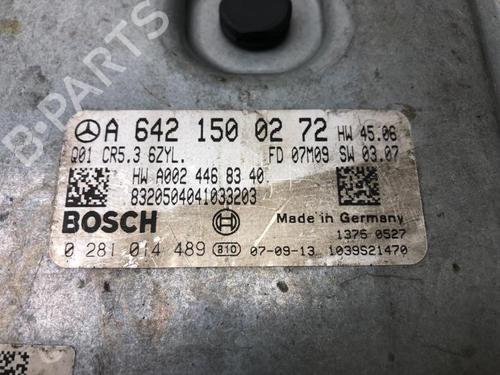 B-PARTS
A 642 150 02 72 HW 45.06
Q01 CR5.3 6ZYL. FD 07M09 SW 03.07
HW A002 446 83 40
8320504041033203
BOSCH
Made in Germany
1376 0527
0 281 014 489 810 07-09-13 1039S21470